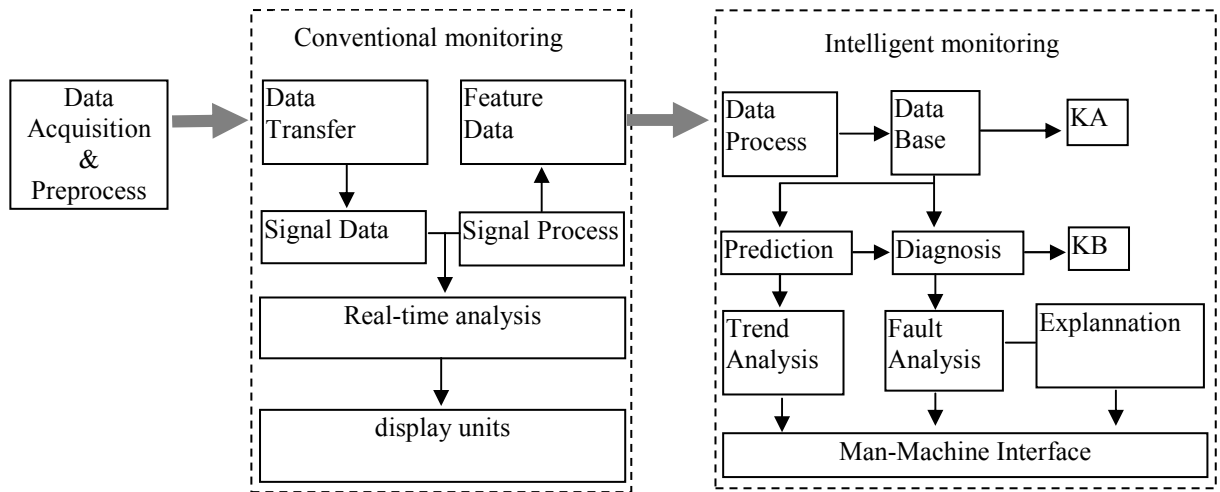 Conventional monitoring
Intelligent monitoring
Data
Acquisition
&
Preprocess
Data
Transfer
Feature
Data
Signal Data
Signal Process
Real-time analysis
display units
Data
Process
Data
Base
KA
Prediction
Diagnosis
KB
Trend
Analysis
Fault
Analysis
Explannation
Man-Machine Interface